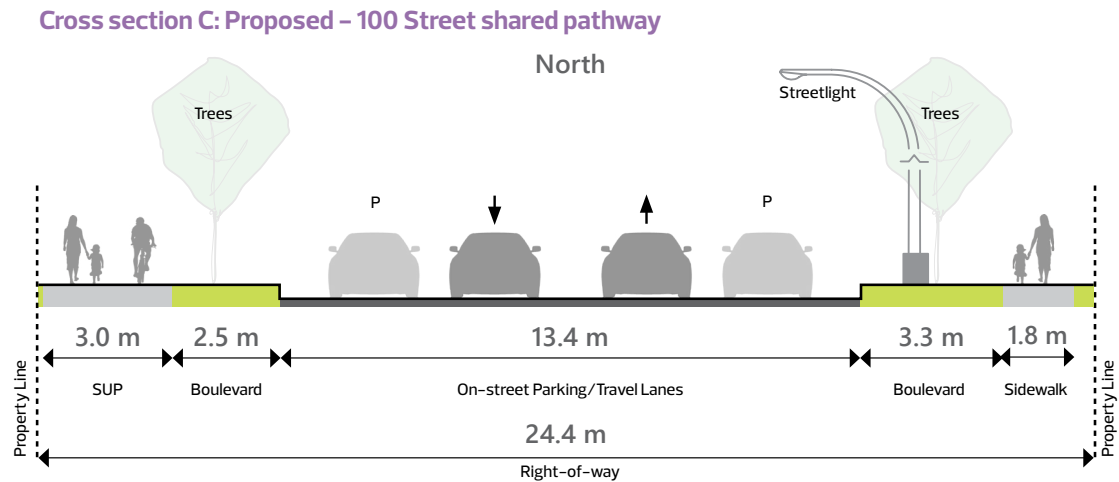 Cross section C: Proposed – 100 Street shared pathway
North
Trees
Streetlight
Trees
P
P
3.0 m
2.5 m
13.4 m
3.3 m
1.8 m
SUP
Boulevard
On-street Parking/Travel Lanes
Boulevard
Sidewalk
Property Line
Property Line
24.4 m
Right-of-way